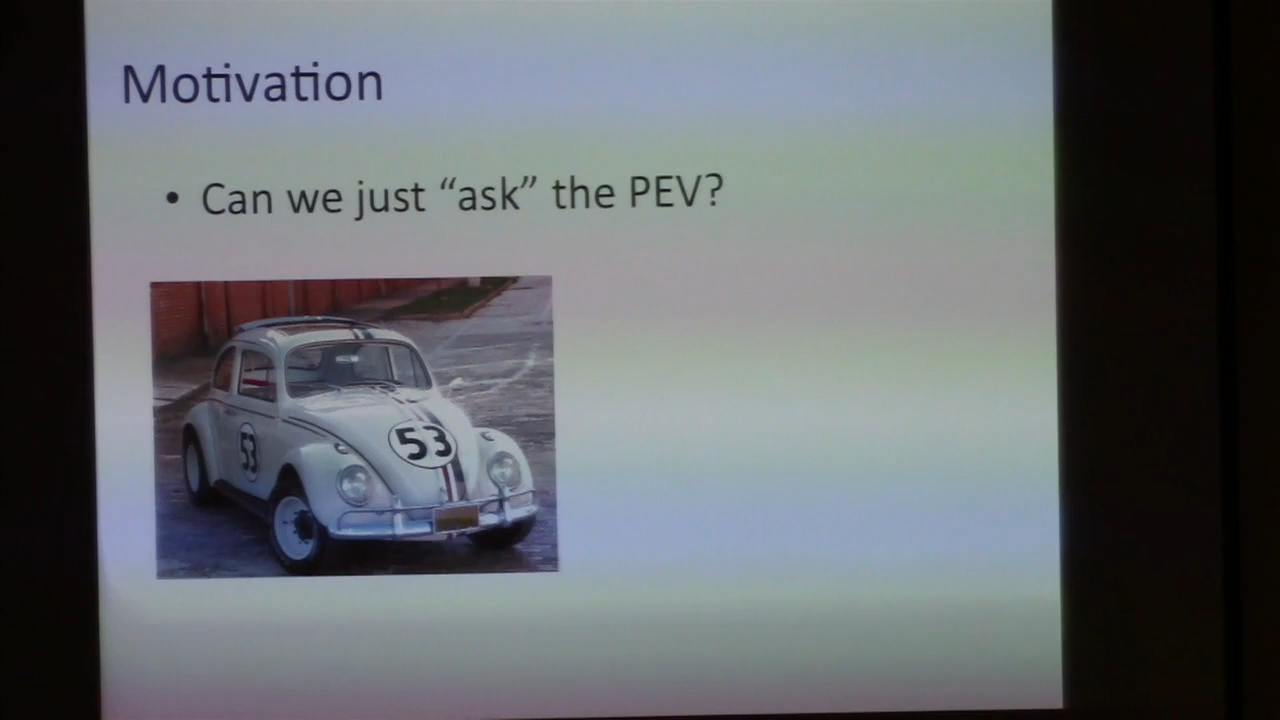 Motivation
• Can we just “ask” the PEV?
53
53